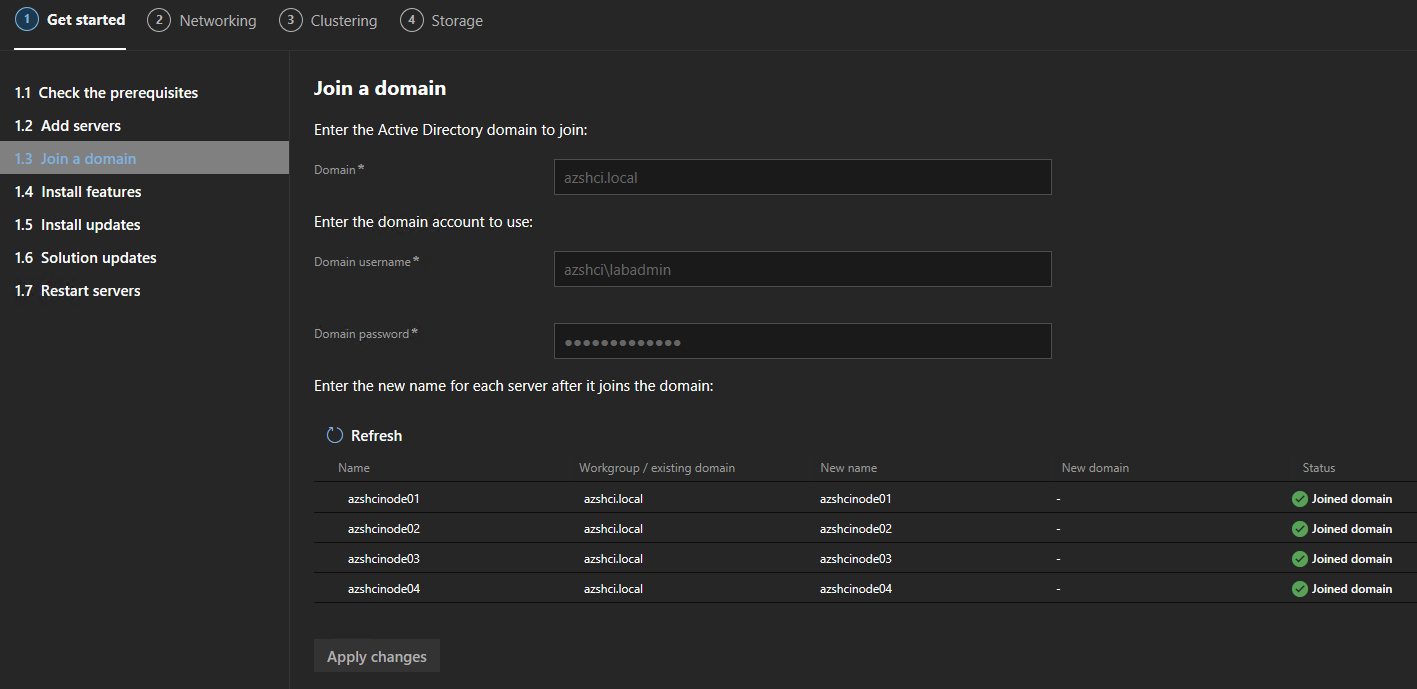 1 Get started 2 Networking 3 Clustering 4 Storage
1.1 Check the prerequisites
1.2 Add servers
1.3 Join a domain
1.4 Install features
1.5 Install updates
1.6 Solution updates
1.7 Restart servers
Join a domain
Enter the Active Directory domain to join:
Domain*
azshci.local
Enter the domain account to use:
Domain username*
azshci\labadmin
Domain password*
●●●●●●●●●●●●●
Enter the new name for each server after it joins the domain:
Refresh
Name Workgroup / existing domain New name New domain Status
azshcinode01 azshci.local azshcinode01 - Joined domain
azshcinode02 azshci.local azshcinode02 - Joined domain
azshcinode03 azshci.local azshcinode03 - Joined domain
azshcinode04 azshci.local azshcinode04 - Joined domain
Apply changes